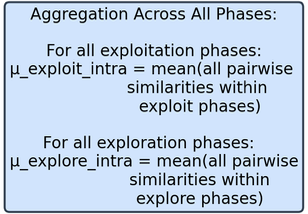 Aggregation Across All Phases:
For all exploitation phases:
μ_exploit_intra = mean(all pairwise
similarities within
exploit phases)
For all exploration phases:
μ_explore_intra = mean(all pairwise
similarities within
explore phases)